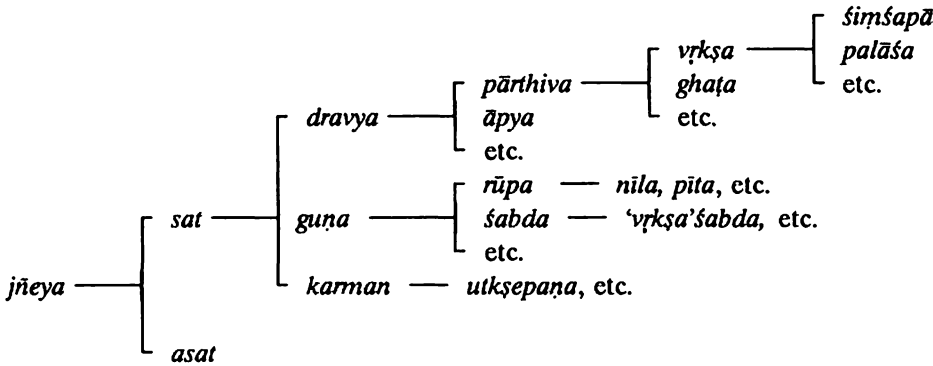 śiṃśapā
vṛkṣa palāśa
pārthiva ghaṭa etc.
dravya āpya etc.
etc.
rūpa nīla, pīta, etc.
sat guṇa śabda ‘vṛkṣa’śabda, etc.
etc.
jñeya karman utkṣepaṇa, etc.
asat